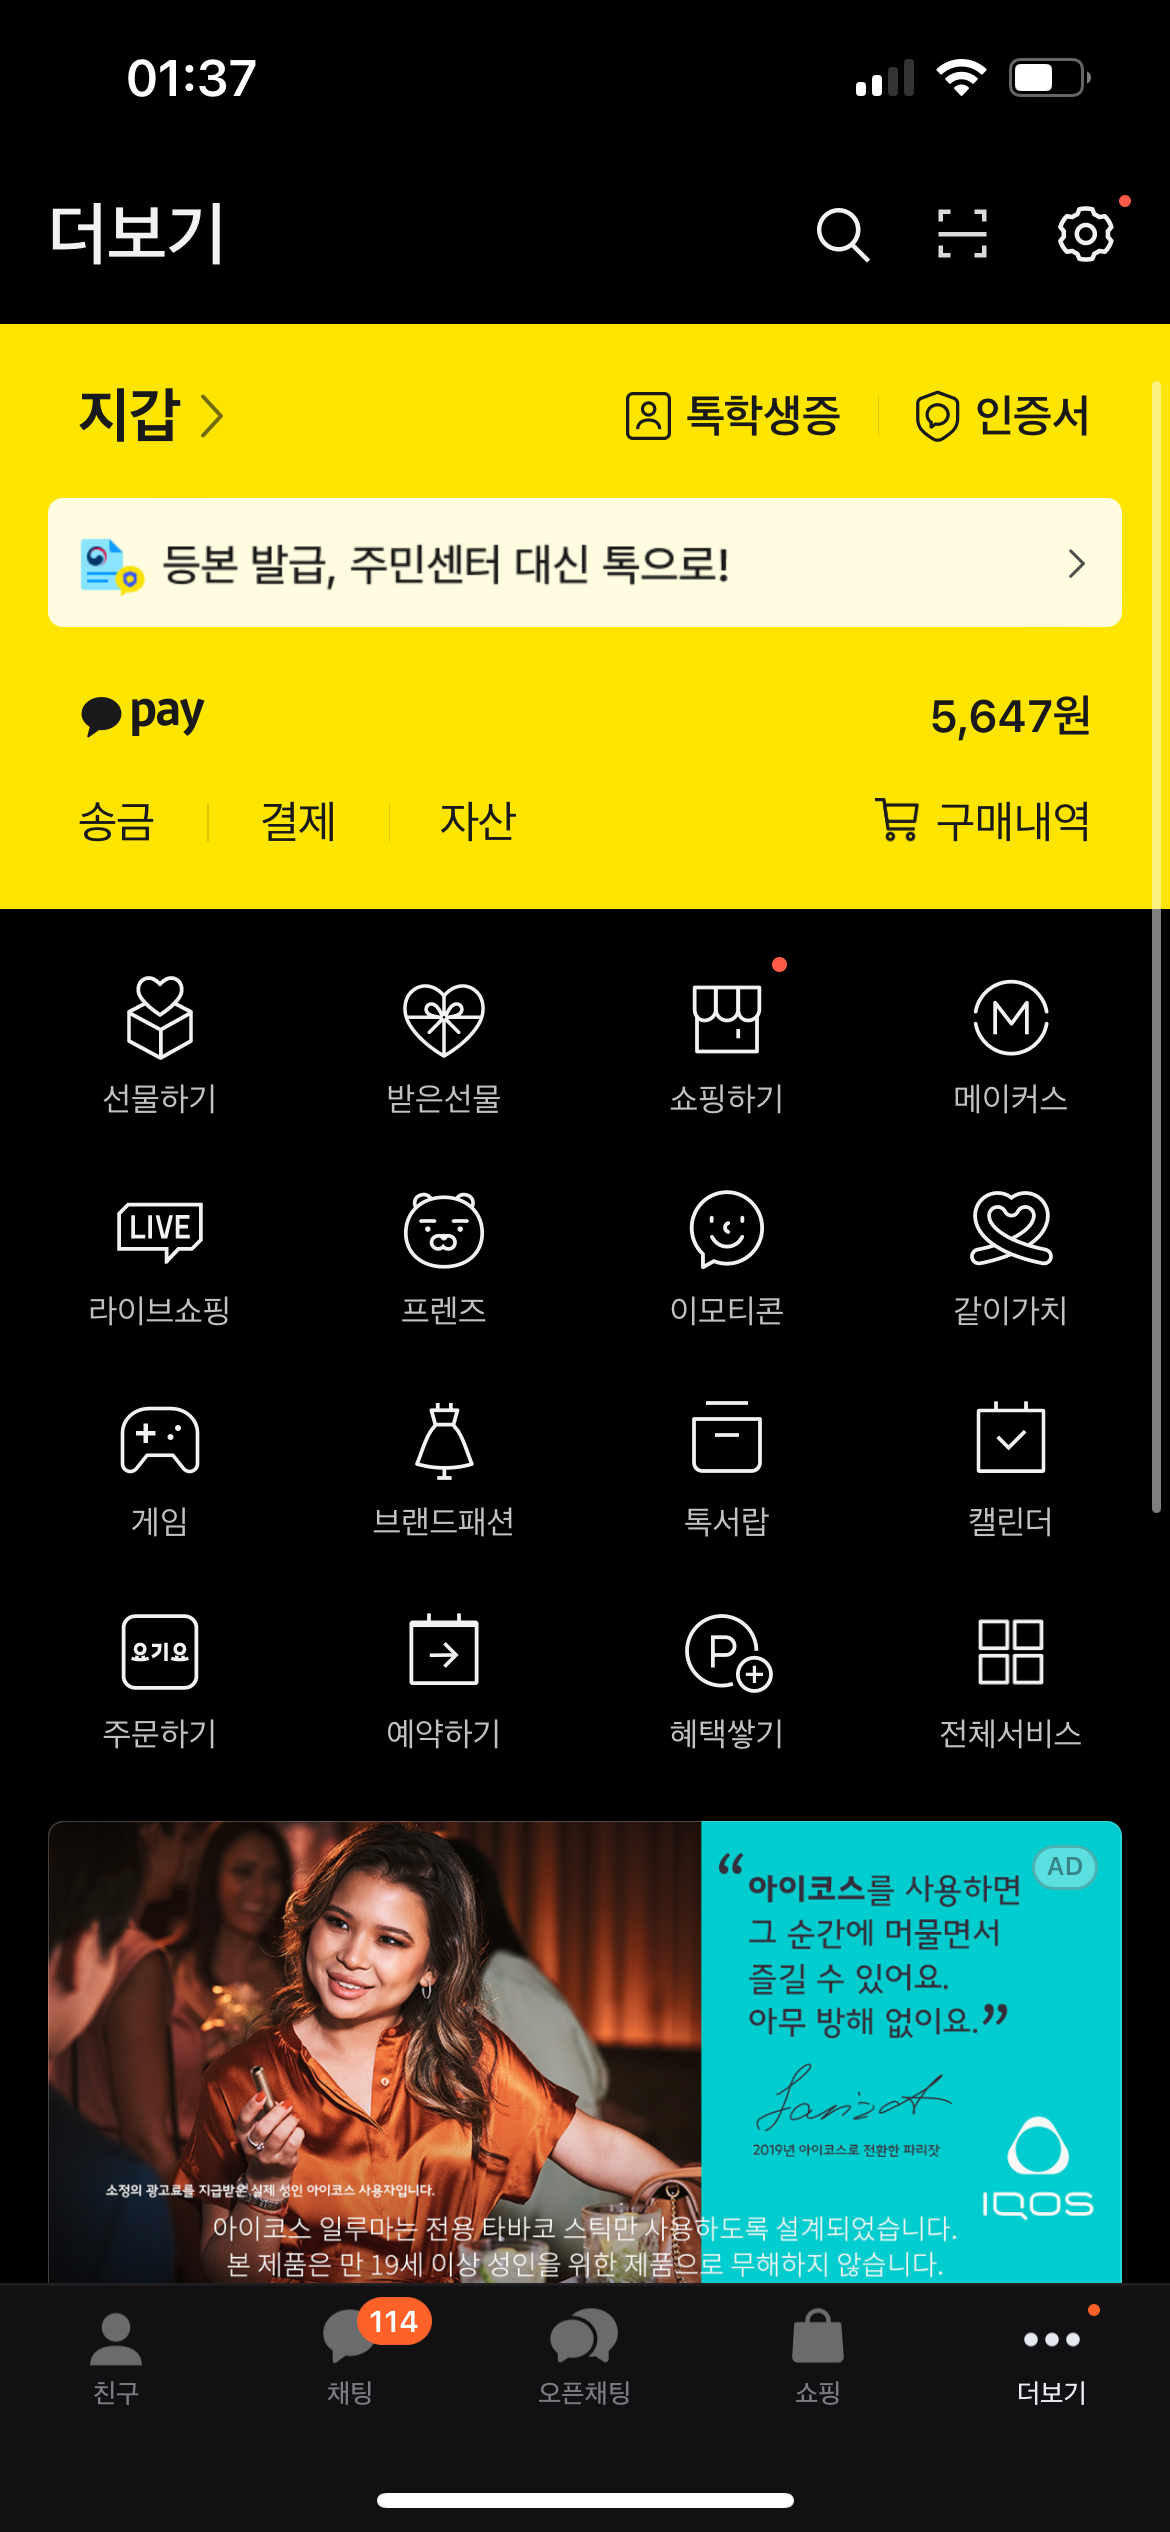 01:37
더보기
지갑
톡학생증
인증서
등본 발급, 주민센터 대신 톡으로!
pay
5,647원
송금
결제
자산
구매내역
선물하기
받은선물
쇼핑하기
M
메이커스
LIVE
라이브쇼핑
프렌즈
이모티콘
같이가치
게임
브랜드패션
톡서랍
캘린더
요기요
주문하기
예약하기
P
혜택쌓기
전체서비스
AD
“아이코스를 사용하면
그 순간에 머물면서
즐길 수 있어요.
아무 방해 없이요.”
2019년 아이코스로 전환한 파리잣
IQOS
소정의 광고료를 지급받은 실제 성인 아이코스 사용자입니다.
아이코스 일루마는 전용 타바코 스틱만 사용하도록 설계되었습니다.
본 제품은 만 19세 이상 성인을 위한 제품으로 무해하지 않습니다.
친구
114
채팅
오픈채팅
쇼핑
더보기